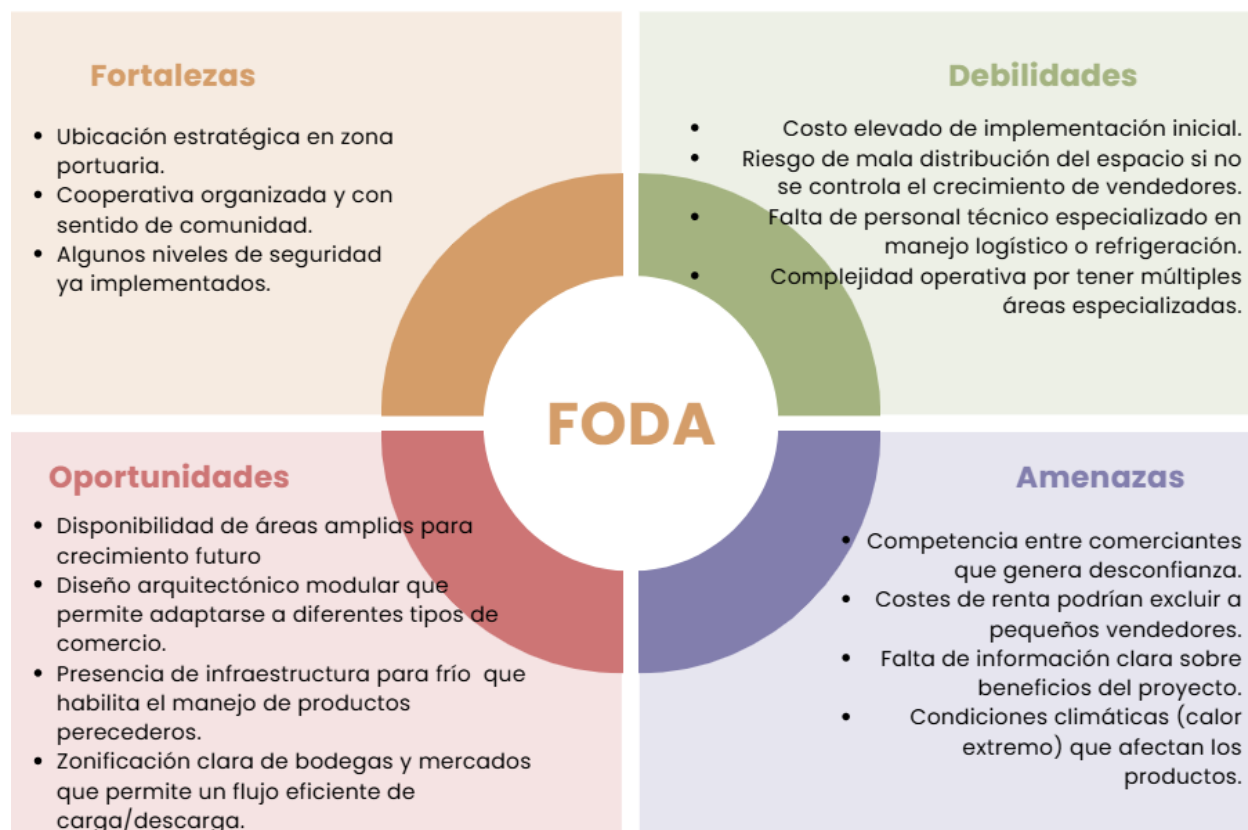 Fortalezas
• Ubicación estratégica en zona
portuaria.
• Cooperativa organizada y con
sentido de comunidad.
• Algunos niveles de seguridad
ya implementados.
Debilidades
• Costo elevado de implementación inicial.
• Riesgo de mala distribución del espacio si no
se controla el crecimiento de vendedores.
• Falta de personal técnico especializado en
manejo logístico o refrigeración.
• Complejidad operativa por tener múltiples
áreas especializadas.
FODA
Oportunidades
• Disponibilidad de áreas amplias para
crecimiento futuro
• Diseño arquitectónico modular que
permite adaptarse a diferentes tipos de
comercio.
• Presencia de infraestructura para frío que
habilita el manejo de productos
perecederos.
• Zonificación clara de bodegas y mercados
que permite un flujo eficiente de
carga/descarga.
Amenazas
• Competencia entre comerciantes
que genera desconfianza.
• Costes de renta podrían excluir a
pequeños vendedores.
• Falta de información clara sobre
beneficios del proyecto.
• Condiciones climáticas (calor
extremo) que afectan los
productos.